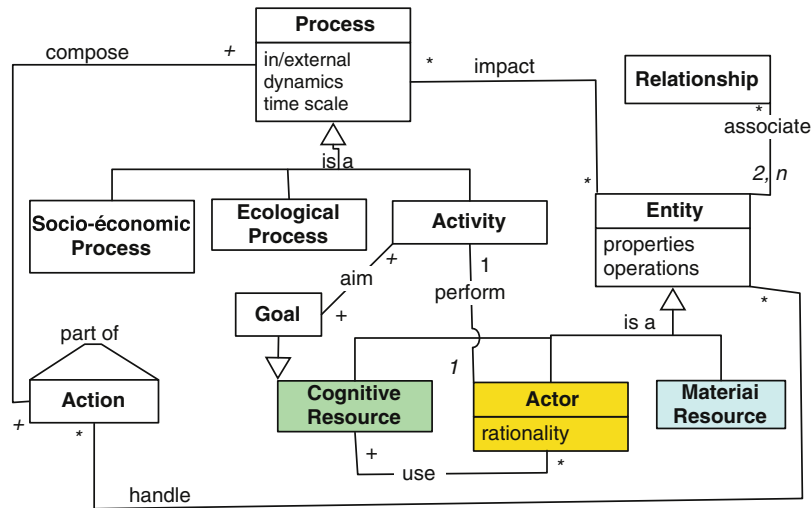 Process
compose
+
in/external
dynamics
time scale
*
impact
Relationship
*
associate
is a
2, n
*
Socio-économic
Process
Ecological
Process
Activity
Entity
properties
operations
+
aim
1
perform
*
Goal
+
is a
part of
1
Action
Cognitive
Resource
Actor
Materiai
Resource
+
*
rationality
+
use
*
handle